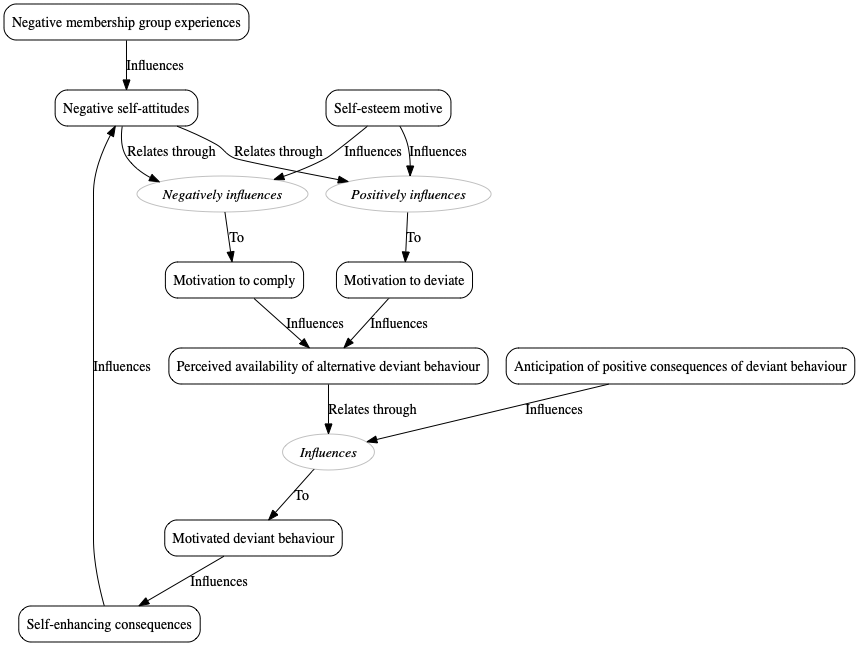 Negative membership group experiences
Influences
Negative self-attitudes
Self-esteem motive
Relates through
Relates through
Influences
Influences
Negatively influences
Positively influences
To
To
Motivation to comply
Motivation to deviate
Influences
Influences
Perceived availability of alternative deviant behaviour
Anticipation of positive consequences of deviant behaviour
Influences
Relates through
Influences
Influences
To
Motivated deviant behaviour
Influences
Self-enhancing consequences